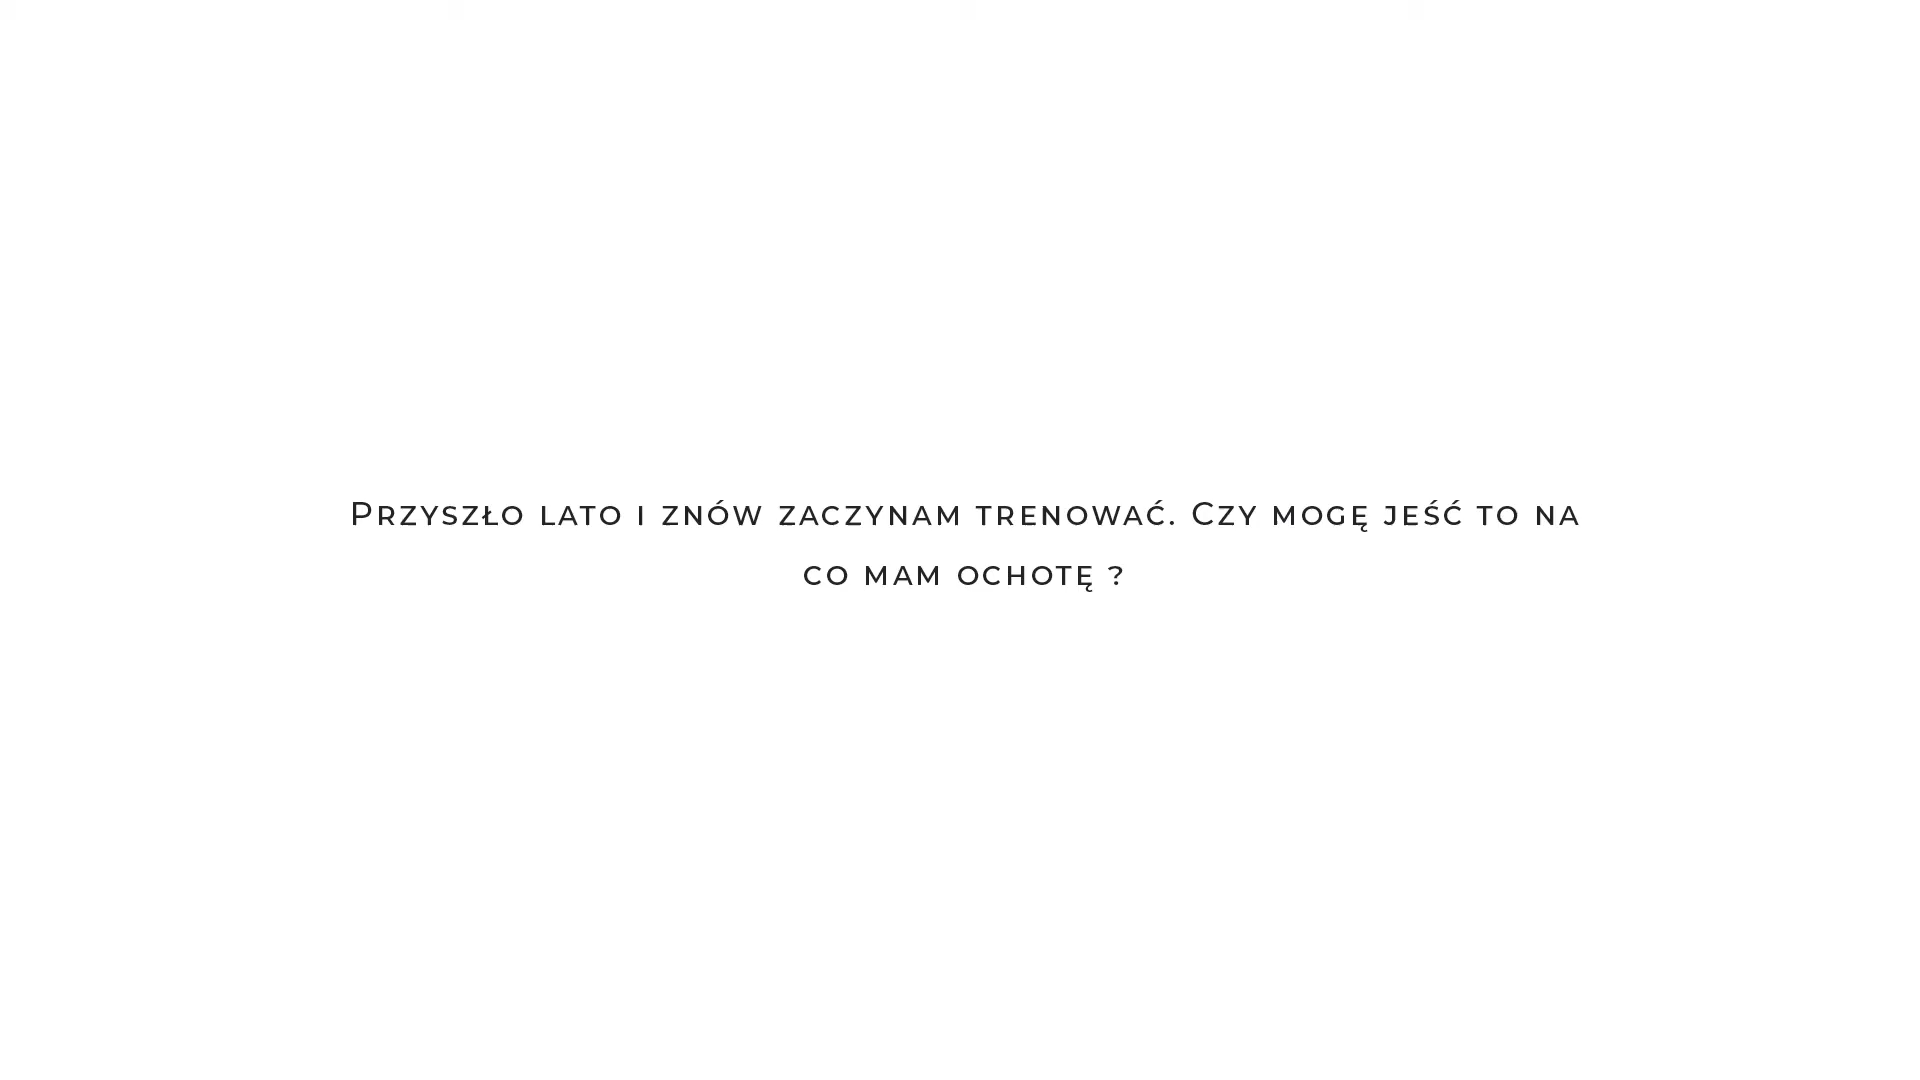 Przyszło lato i znów zaczynam trenować. Czy mogę jeść to na
co mam ochotę ?